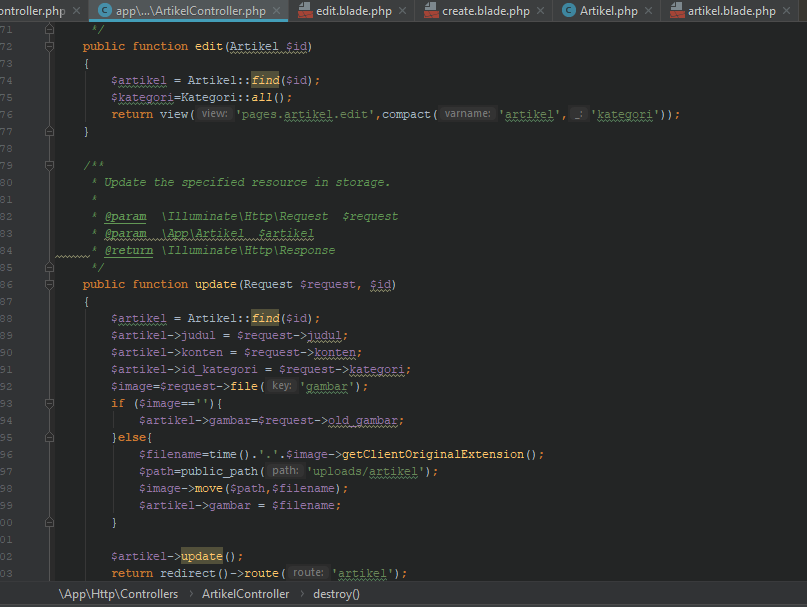 ontroller.php × app\...\ArtikelController.php × edit.blade.php × create.blade.php × Artikel.php × artikel.blade.php ×
71 */
72 public function edit(Artikel $id)
73 {
74 $artikel = Artikel::find($id);
75 $kategori=Kategori::all();
76 return view( view: 'pages.artikel.edit',compact( varname: 'artikel', _: 'kategori'));
77 }
78
79 /**
80 * Update the specified resource in storage.
81 *
82 * @param \Illuminate\Http\Request $request
83 * @param \App\Artikel $artikel
84 * @return \Illuminate\Http\Response
85 */
86 public function update(Request $request, $id)
87 {
88 $artikel = Artikel::find($id);
89 $artikel->judul = $request->judul;
90 $artikel->konten = $request->konten;
91 $artikel->id_kategori = $request->kategori;
92 $image=$request->file( key: 'gambar');
93 if ($image==''){
94 $artikel->gambar=$request->old_gambar;
95 }else{
96 $filename=time().'.'.$image->getClientOriginalExtension();
97 $path=public_path( path: 'uploads/artikel');
98 $image->move($path,$filename);
99 $artikel->gambar = $filename;
00 }
01
02 $artikel->update();
03 return redirect()->route( route: 'artikel');
\App\Http\Controllers › ArtikelController › destroy()